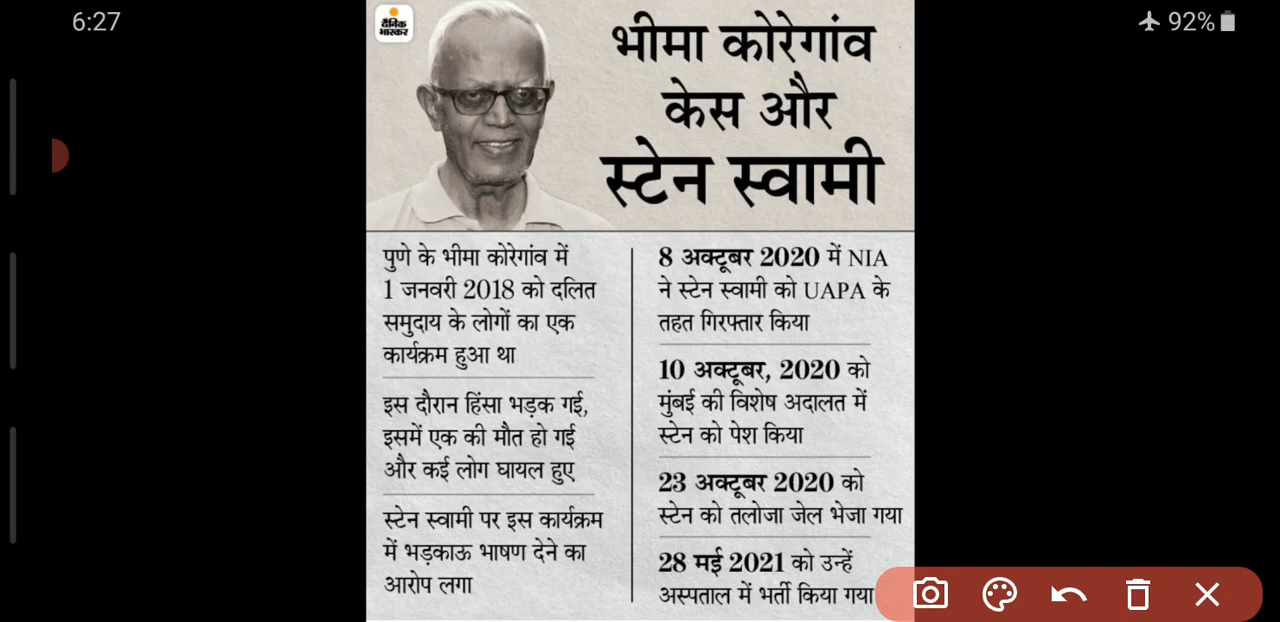 6:27
92%
दैनिक
भास्कर
भीमा कोरेगांव
केस और
स्टेन स्वामी
पुणे के भीमा कोरेगांव में
1 जनवरी 2018 को दलित
समुदाय के लोगों का एक
कार्यक्रम हुआ था
इस दौरान हिंसा भड़क गई,
इसमें एक की मौत हो गई
और कई लोग घायल हुए
स्टेन स्वामी पर इस कार्यक्रम
में भड़काऊ भाषण देने का
आरोप लगा
8 अक्टूबर 2020 में NIA
ने स्टेन स्वामी को UAPA के
तहत गिरफ्तार किया
10 अक्टूबर, 2020 को
मुंबई की विशेष अदालत में
स्टेन को पेश किया
23 अक्टूबर 2020 को
स्टेन को तलोजा जेल भेजा गया
28 मई 2021 को उन्हें
अस्पताल में भर्ती किया गया